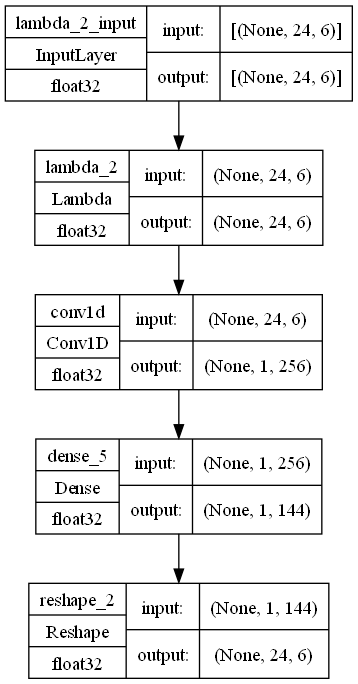 lambda_2_input
InputLayer
float32
input:
[(None, 24, 6)]
output:
[(None, 24, 6)]
lambda_2
Lambda
float32
input:
(None, 24, 6)
output:
(None, 24, 6)
conv1d
Conv1D
float32
input:
(None, 24, 6)
output:
(None, 1, 256)
dense_5
Dense
float32
input:
(None, 1, 256)
output:
(None, 1, 144)
reshape_2
Reshape
float32
input:
(None, 1, 144)
output:
(None, 24, 6)